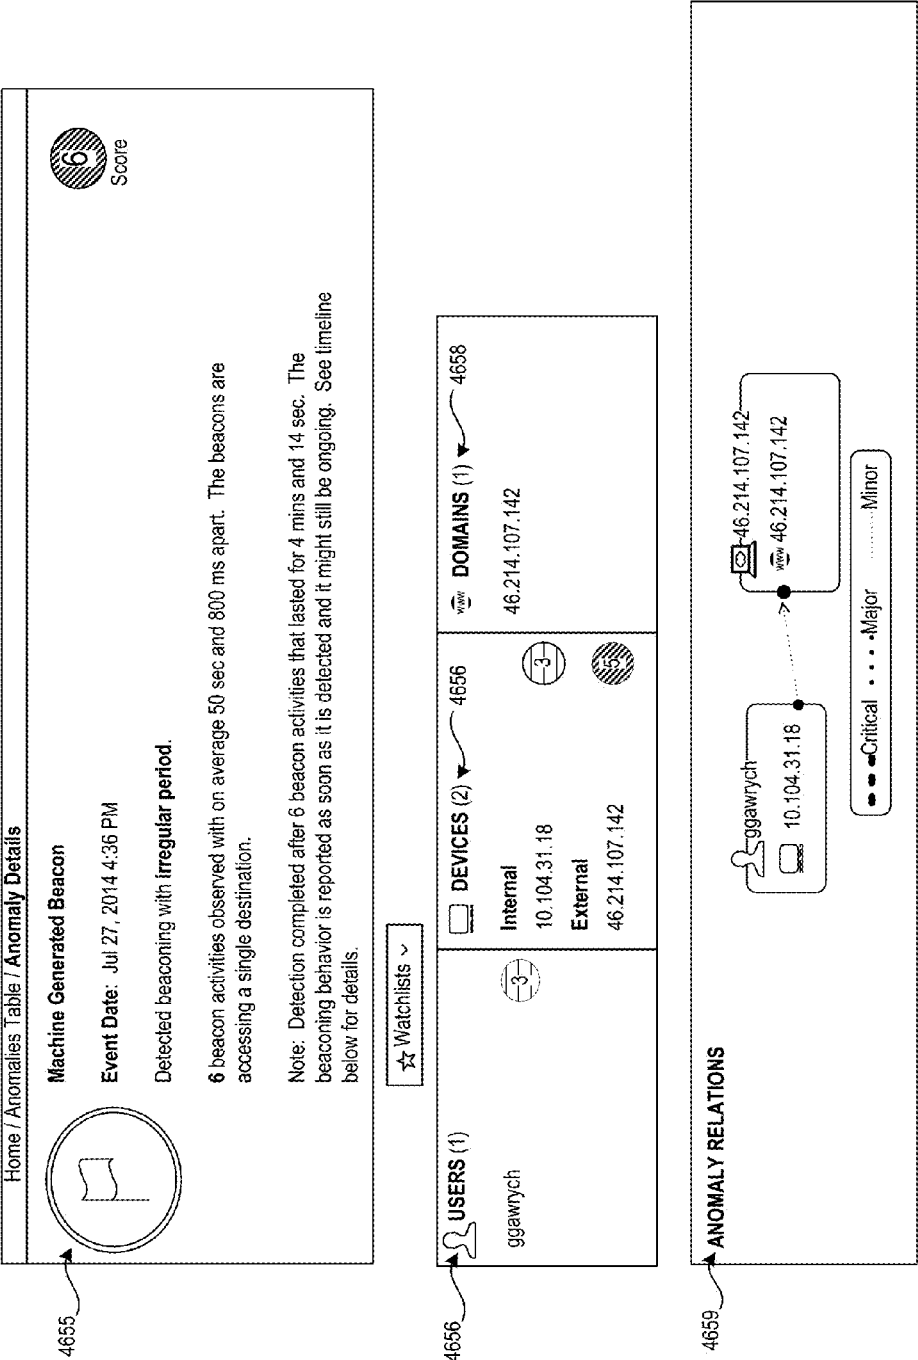 Home / Anomalies Table / Anomaly Details
4655
Machine Generated Beacon
6
Score
Event Date: Jul 27, 2014 4:36 PM
Detected beaconing with irregular period.
6 beacon activities observed with on average 50 sec and 800 ms apart. The beacons are
accessing a single destination.
Note: Detection completed after 6 beacon activities that lasted for 4 mins and 14 sec. The
beaconing behavior is reported as soon as it is detected and it might still be ongoing. See timeline
below for details.
☆ Watchlists
4656
USERS (1)
ggawrych
3
DEVICES (2)
4656
Internal
10.104.31.18
3
External
46.214.107.142
5
www DOMAINS (1)
4658
46.214.107.142
4659
ANOMALY RELATIONS
ggawrych
10.104.31.18
46.214.107.142
www 46.214.107.142
Critical Major Minor